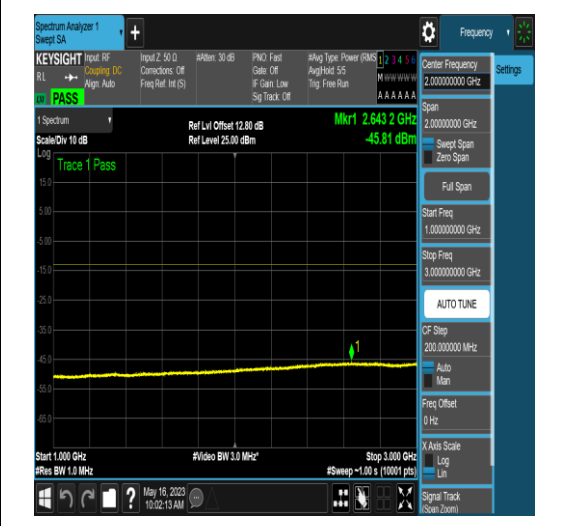 Spectrum Analyzer 1
Swept SA
Frequency
KEYSIGHT
RL
Input: RF
Coupling: DC
Align: Auto
Input Z: 50 Ω
Corrections: Off
Freq Ref: Int (S)
#Atten: 30 dB
PNO: Fast
Gate: Off
IF Gain: Low
Sig Track: Off
#Avg Type: Power (RMS
Avg|Hold: 5/5
Trig: Free Run
1 2 3 4 5 6
M W W W W W
A A A A A A
PASS
Center Frequency
2.000000000 GHz
Settings
Span
2.00000000 GHz
Swept Span
Zero Span
Full Span
Start Freq
1.000000000 GHz
Stop Freq
3.000000000 GHz
AUTO TUNE
CF Step
200.000000 MHz
Auto
Man
Freq Offset
0 Hz
X Axis Scale
Log
Lin
Signal Track
(Span Zoom)
1 Spectrum
Scale/Div 10 dB
Ref Lvl Offset 12.80 dB
Ref Level 25.00 dBm
Mkr1 2.643 2 GHz
-45.81 dBm
Log
Trace 1 Pass
15.0
5.00
-5.00
-15.0
-25.0
-35.0
-45.0
-55.0
-65.0
1
Start 1.000 GHz
#Res BW 1.0 MHz
#Video BW 3.0 MHz*
Stop 3.000 GHz
#Sweep ~1.00 s (10001 pts)
?
May 16, 2023
10:02:13 AM